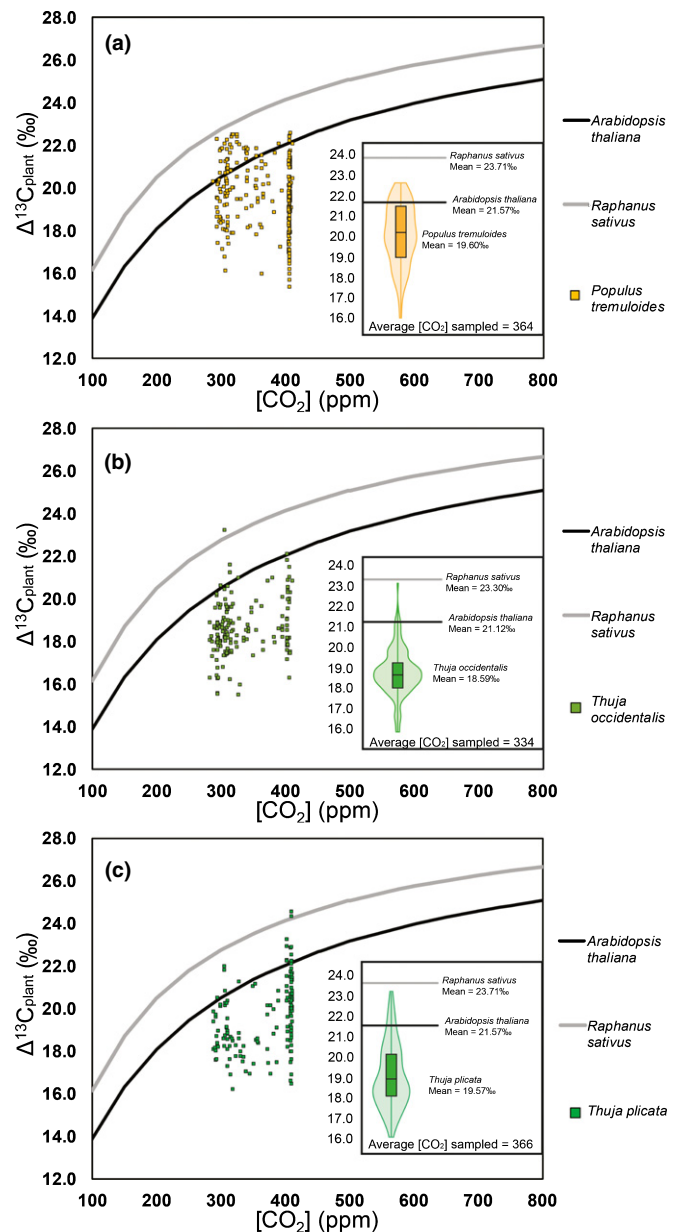 (a)
28.0
26.0
24.0
22.0
20.0
18.0
16.0
14.0
12.0
Δ¹³Cplant (‰)
100 200 300 400 500 600 700 800
[CO₂] (ppm)
24.0
23.0
22.0
21.0
20.0
19.0
18.0
17.0
16.0
Raphanus sativus
Mean = 23.71‰
Arabidopsis thaliana
Mean = 21.57‰
Populus tremuloides
Mean = 19.60‰
Average [CO₂] sampled = 364
Arabidopsis
thaliana
Raphanus
sativus
Populus
tremuloides
(b)
28.0
26.0
24.0
22.0
20.0
18.0
16.0
14.0
12.0
Δ¹³Cplant (‰)
100 200 300 400 500 600 700 800
[CO₂] (ppm)
24.0
23.0
22.0
21.0
20.0
19.0
18.0
17.0
16.0
Raphanus sativus
Mean = 23.30‰
Arabidopsis thaliana
Mean = 21.12‰
Thuja occidentalis
Mean = 18.59‰
Average [CO₂] sampled = 334
Arabidopsis
thaliana
Raphanus
sativus
Thuja
occidentalis
(c)
28.0
26.0
24.0
22.0
20.0
18.0
16.0
14.0
12.0
Δ¹³Cplant (‰)
100 200 300 400 500 600 700 800
[CO₂] (ppm)
24.0
23.0
22.0
21.0
20.0
19.0
18.0
17.0
16.0
Raphanus sativus
Mean = 23.71‰
Arabidopsis thaliana
Mean = 21.57‰
Thuja plicata
Mean = 19.57‰
Average [CO₂] sampled = 366
Arabidopsis
thaliana
Raphanus
sativus
Thuja plicata